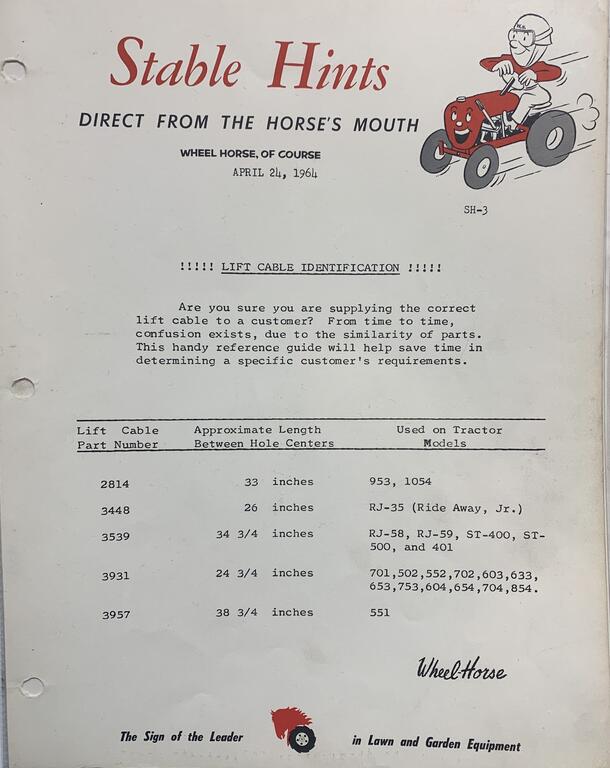 Stable Hints
DIRECT FROM THE HORSE'S MOUTH
WHEEL HORSE, OF COURSE
APRIL 24, 1964
SH-3
!!!!! LIFT CABLE IDENTIFICATION !!!!!
Are you sure you are supplying the correct
lift cable to a customer? From time to time,
confusion exists, due to the similarity of parts.
This handy reference guide will help save time in
determining a specific customer's requirements.
Lift Cable Approximate Length Used on Tractor
Part Number Between Hole Centers Models
2814 33 inches 953, 1054
3448 26 inches RJ-35 (Ride Away, Jr.)
3539 34 3/4 inches RJ-58, RJ-59, ST-400, ST-
500, and 401
3931 24 3/4 inches 701,502,552,702,603,633,
653,753,604,654,704,854.
3957 38 3/4 inches 551
Wheel-Horse
The Sign of the Leader in Lawn and Garden Equipment